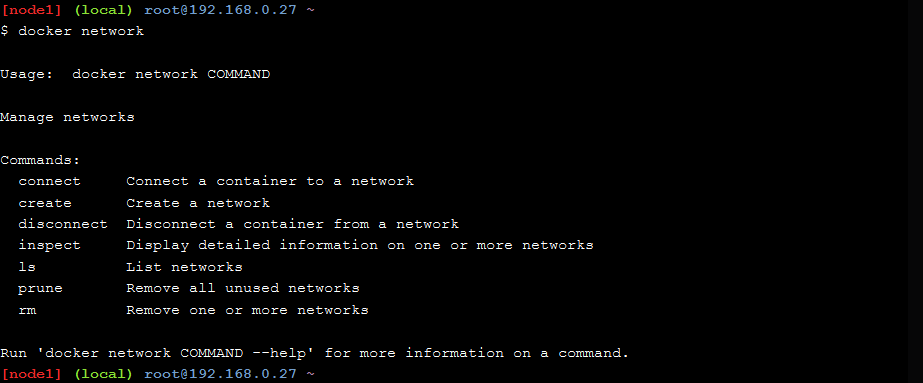 [node1] (local) root@192.168.0.27 ~
$ docker network
Usage:  docker network COMMAND
Manage networks
Commands:
  connect     Connect a container to a network
  create      Create a network
  disconnect  Disconnect a container from a network
  inspect     Display detailed information on one or more networks
  ls          List networks
  prune       Remove all unused networks
  rm          Remove one or more networks
Run 'docker network COMMAND --help' for more information on a command.
[node1] (local) root@192.168.0.27 ~